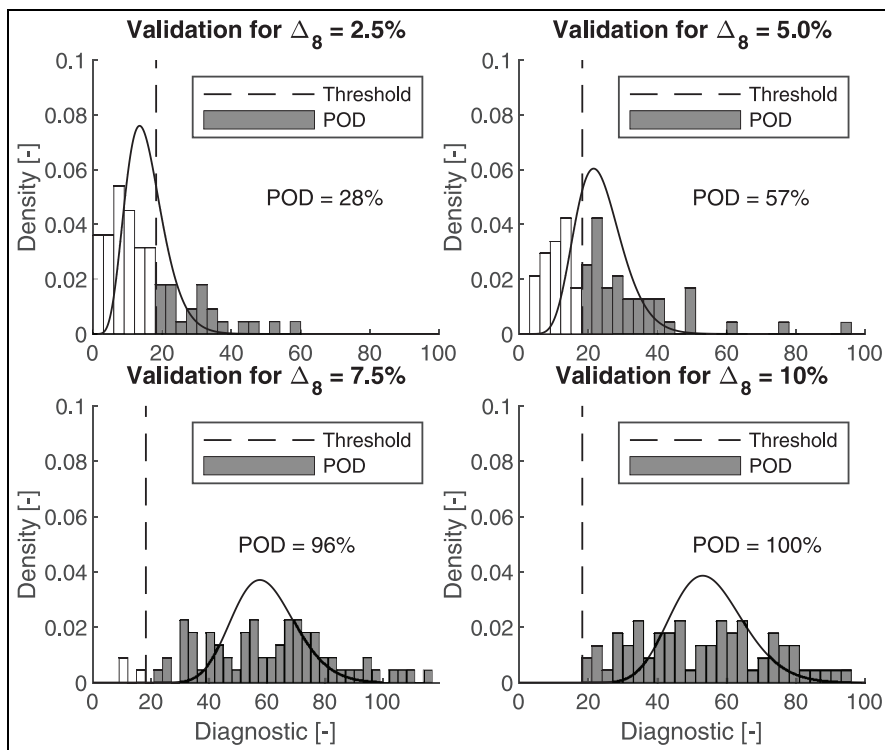 Validation for Δ8 = 2.5%
0.1
0.08
0.06
0.04
0.02
0
Density [-]
Threshold
POD
POD = 28%
0 20 40 60 80 100
Validation for Δ8 = 5.0%
0.1
0.08
0.06
0.04
0.02
0
Density [-]
Threshold
POD
POD = 57%
0 20 40 60 80 100
Validation for Δ8 = 7.5%
0.1
0.08
0.06
0.04
0.02
0
Density [-]
Threshold
POD
POD = 96%
0 20 40 60 80 100
Diagnostic [-]
Validation for Δ8 = 10%
0.1
0.08
0.06
0.04
0.02
0
Density [-]
Threshold
POD
POD = 100%
0 20 40 60 80 100
Diagnostic [-]